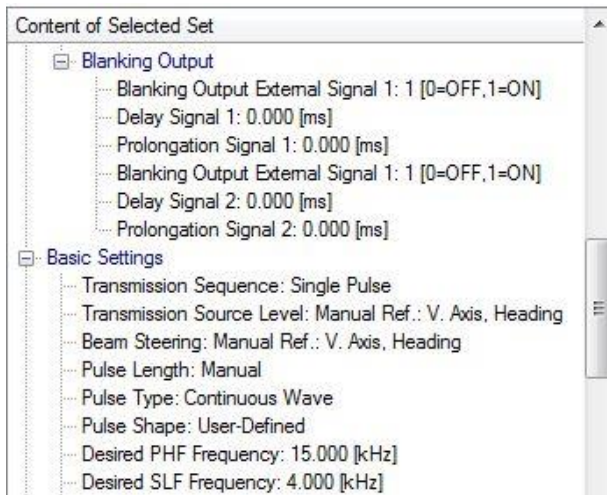 Content of Selected Set
Blanking Output
Blanking Output External Signal 1: 1 [0=OFF,1=ON]
Delay Signal 1: 0.000 [ms]
Prolongation Signal 1: 0.000 [ms]
Blanking Output External Signal 1: 1 [0=OFF,1=ON]
Delay Signal 2: 0.000 [ms]
Prolongation Signal 2: 0.000 [ms]
Basic Settings
Transmission Sequence: Single Pulse
Transmission Source Level: Manual Ref.: V. Axis, Heading
Beam Steering: Manual Ref.: V. Axis, Heading
Pulse Length: Manual
Pulse Type: Continuous Wave
Pulse Shape: User-Defined
Desired PHF Frequency: 15.000 [kHz]
Desired SLF Frequency: 4.000 [kHz]